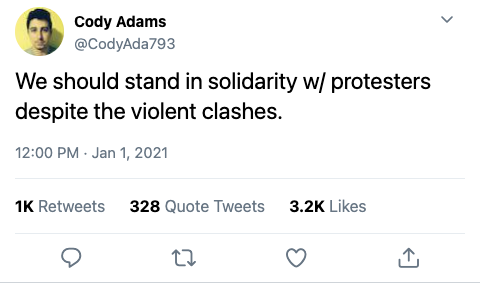 Cody Adams
@CodyAda793
We should stand in solidarity w/ protesters
despite the violent clashes.
12:00 PM · Jan 1, 2021
1K Retweets 328 Quote Tweets 3.2K Likes